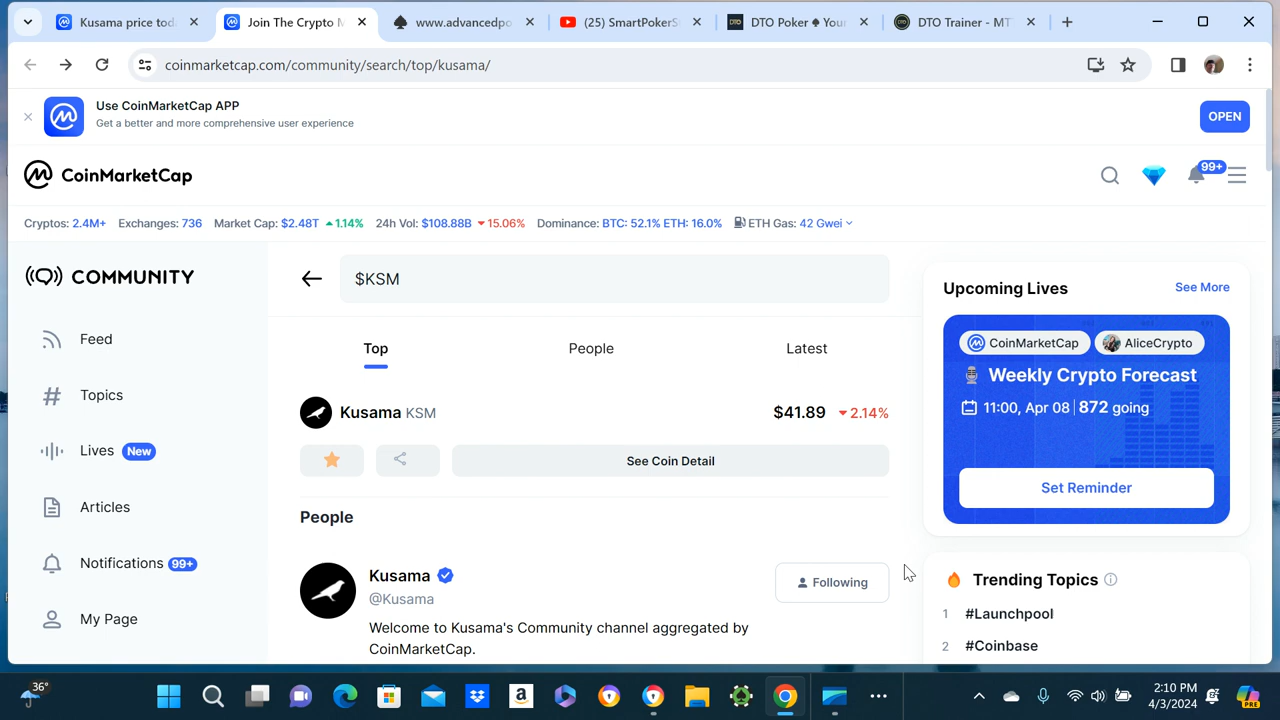 Kusama price toda
Join The Crypto M
www.advancedpo
(25) SmartPokerS
DTO Poker ♠ You
DTO Trainer - MT
coinmarketcap.com/community/search/top/kusama/
Use CoinMarketCap APP
Get a better and more comprehensive user experience
OPEN
CoinMarketCap
99+
Cryptos: 2.4M+ Exchanges: 736 Market Cap: $2.48T 1.14% 24h Vol: $108.88B 15.06% Dominance: BTC: 52.1% ETH: 16.0% ETH Gas: 42 Gwei
COMMUNITY
Feed
Topics
Lives New
Articles
Notifications 99+
My Page
$KSM
Top People Latest
Kusama KSM $41.89 2.14%
See Coin Detail
People
Kusama
@Kusama
Following
Welcome to Kusama's Community channel aggregated by
CoinMarketCap.
Upcoming Lives See More
CoinMarketCap AliceCrypto
Weekly Crypto Forecast
11:00, Apr 08 | 872 going
Set Reminder
Trending Topics
1 #Launchpool
2 #Coinbase
36°
2:10 PM
4/3/2024
PRE